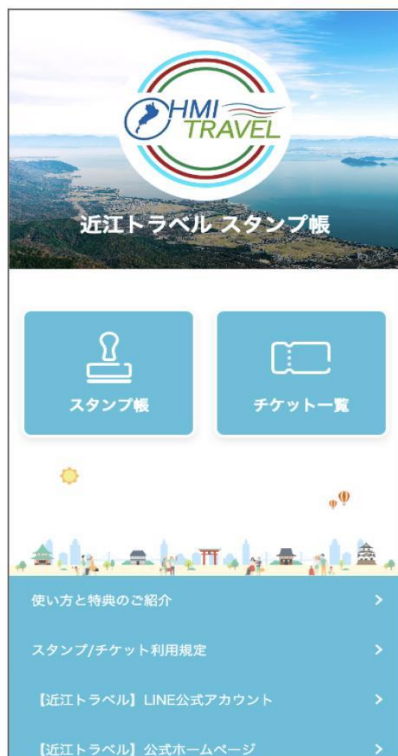 OHMI
TRAVEL
近江トラベル スタンプ帳
スタンプ帳
チケット一覧
使い方と特典のご紹介
スタンプ/チケット利用規定
【近江トラベル】LINE公式アカウント
【近江トラベル】公式ホームページ